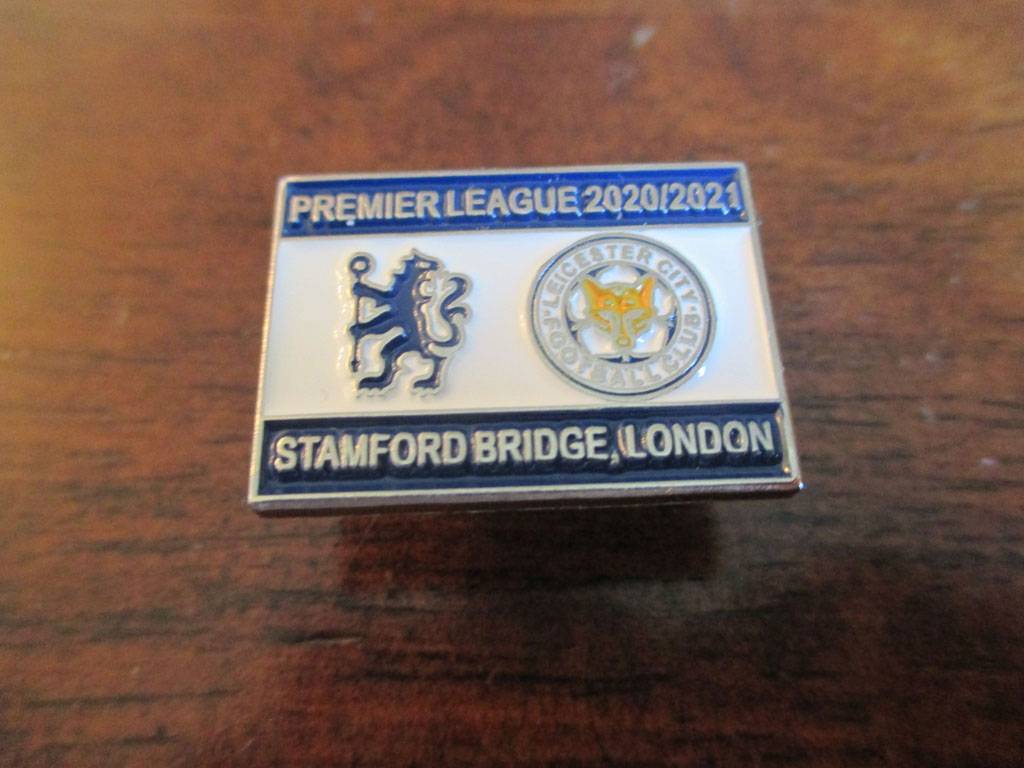 PREMIER LEAGUE 2020/2021
LEICESTER CITY
FOOTBALL CLUB
STAMFORD BRIDGE, LONDON